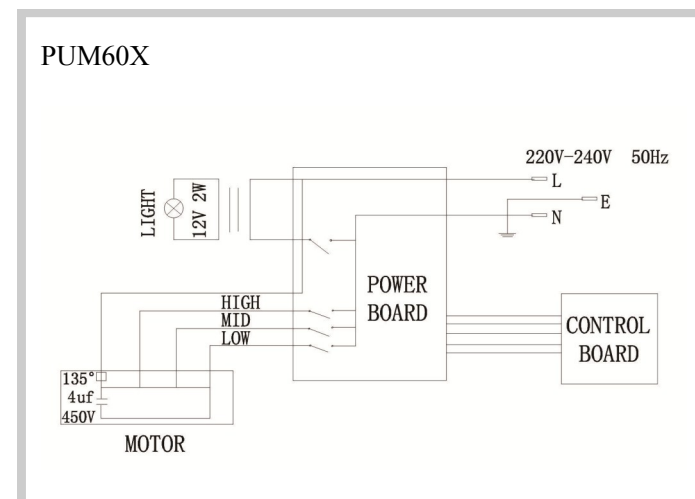 PUM60X
220V-240V 50Hz
L
E
N
LIGHT
12V 2W
POWER
BOARD
HIGH
MID
LOW
CONTROL
BOARD
135°
4uf
450V
MOTOR